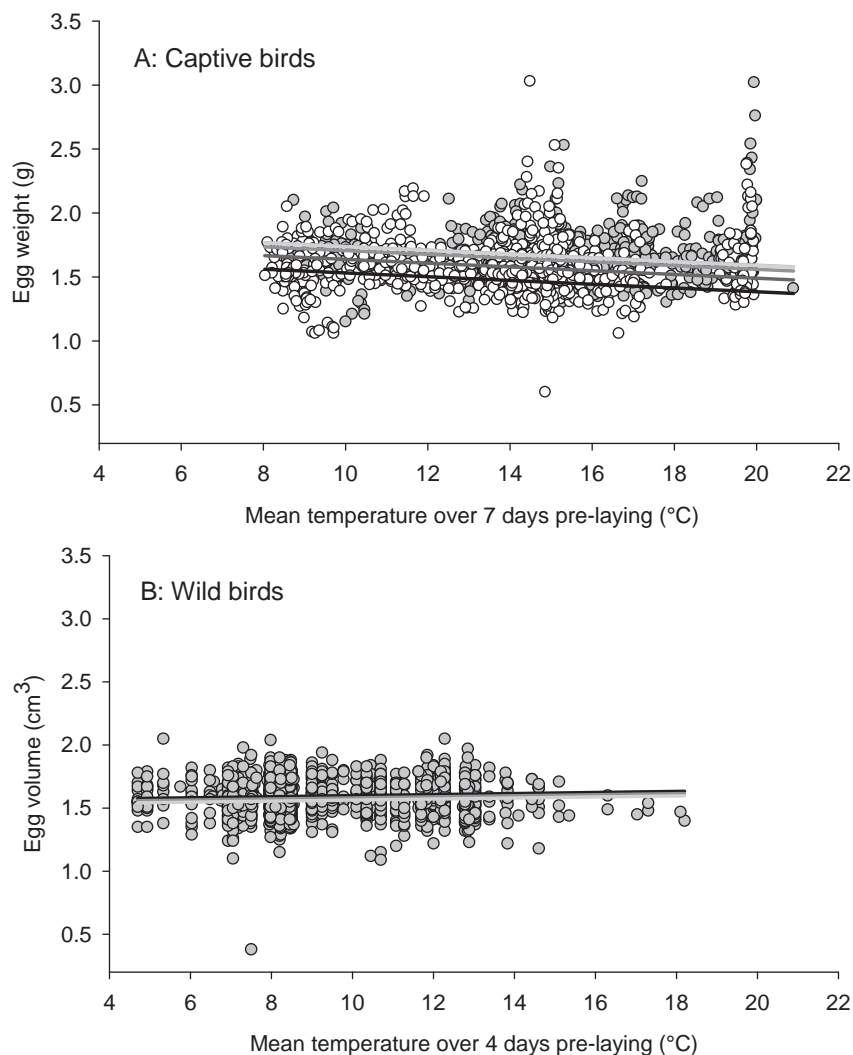 A: Captive birds
Egg weight (g)
3.5
3.0
2.5
2.0
1.5
1.0
0.5
4 6 8 10 12 14 16 18 20 22
Mean temperature over 7 days pre-laying (°C)
B: Wild birds
Egg volume (cm³)
3.5
3.0
2.5
2.0
1.5
1.0
0.5
4 6 8 10 12 14 16 18 20 22
Mean temperature over 4 days pre-laying (°C)